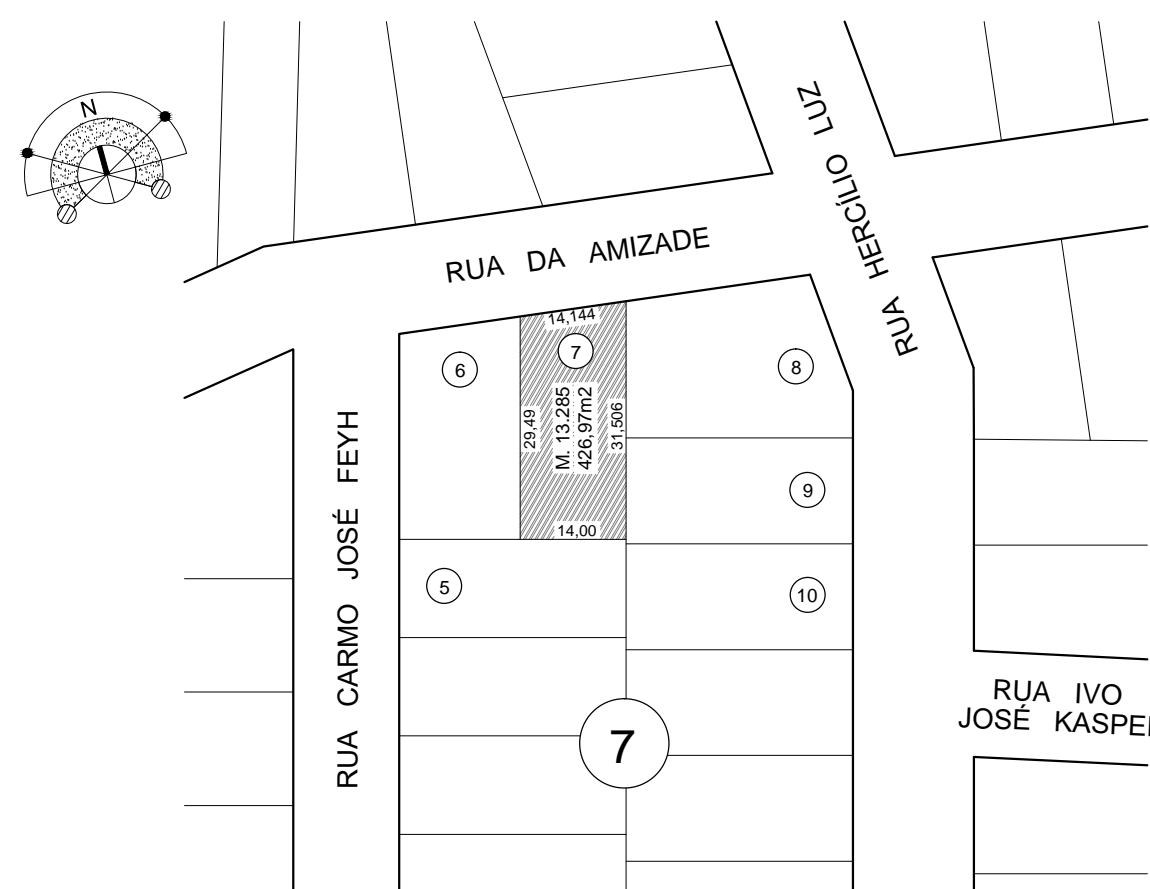 N
RUA HERCÍLIO LUZ
RUA DA AMIZADE
14,144
7
6
8
29,49
M. 13.285
426,97m2
31,506
9
14,00
5
10
RUA CARMO JOSÉ FEYH
7
RUA IVO
JOSÉ KASPE